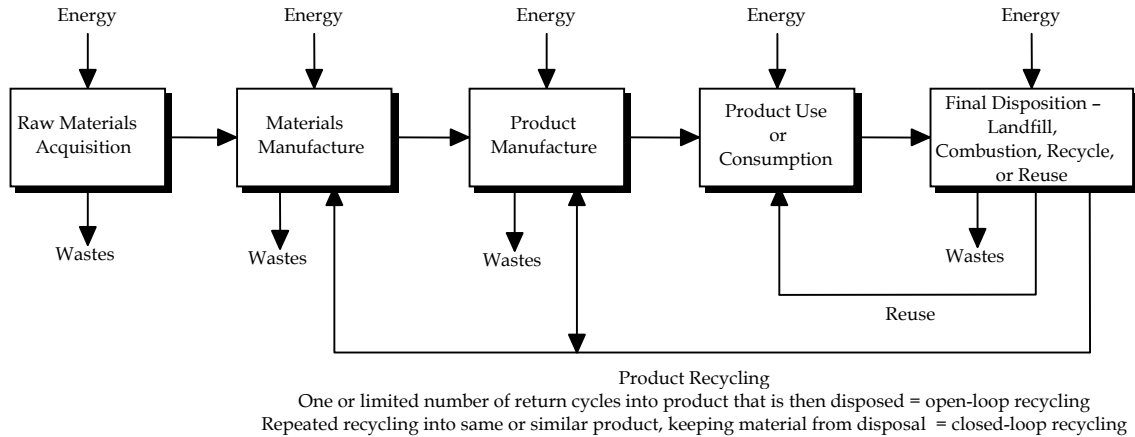 Energy
Energy
Energy
Energy
Energy
Raw Materials
Acquisition
Materials
Manufacture
Product
Manufacture
Product Use
or
Consumption
Final Disposition –
Landfill,
Combustion, Recycle,
or Reuse
Wastes
Wastes
Wastes
Wastes
Reuse
Product Recycling
One or limited number of return cycles into product that is then disposed = open-loop recycling
Repeated recycling into same or similar product, keeping material from disposal = closed-loop recycling